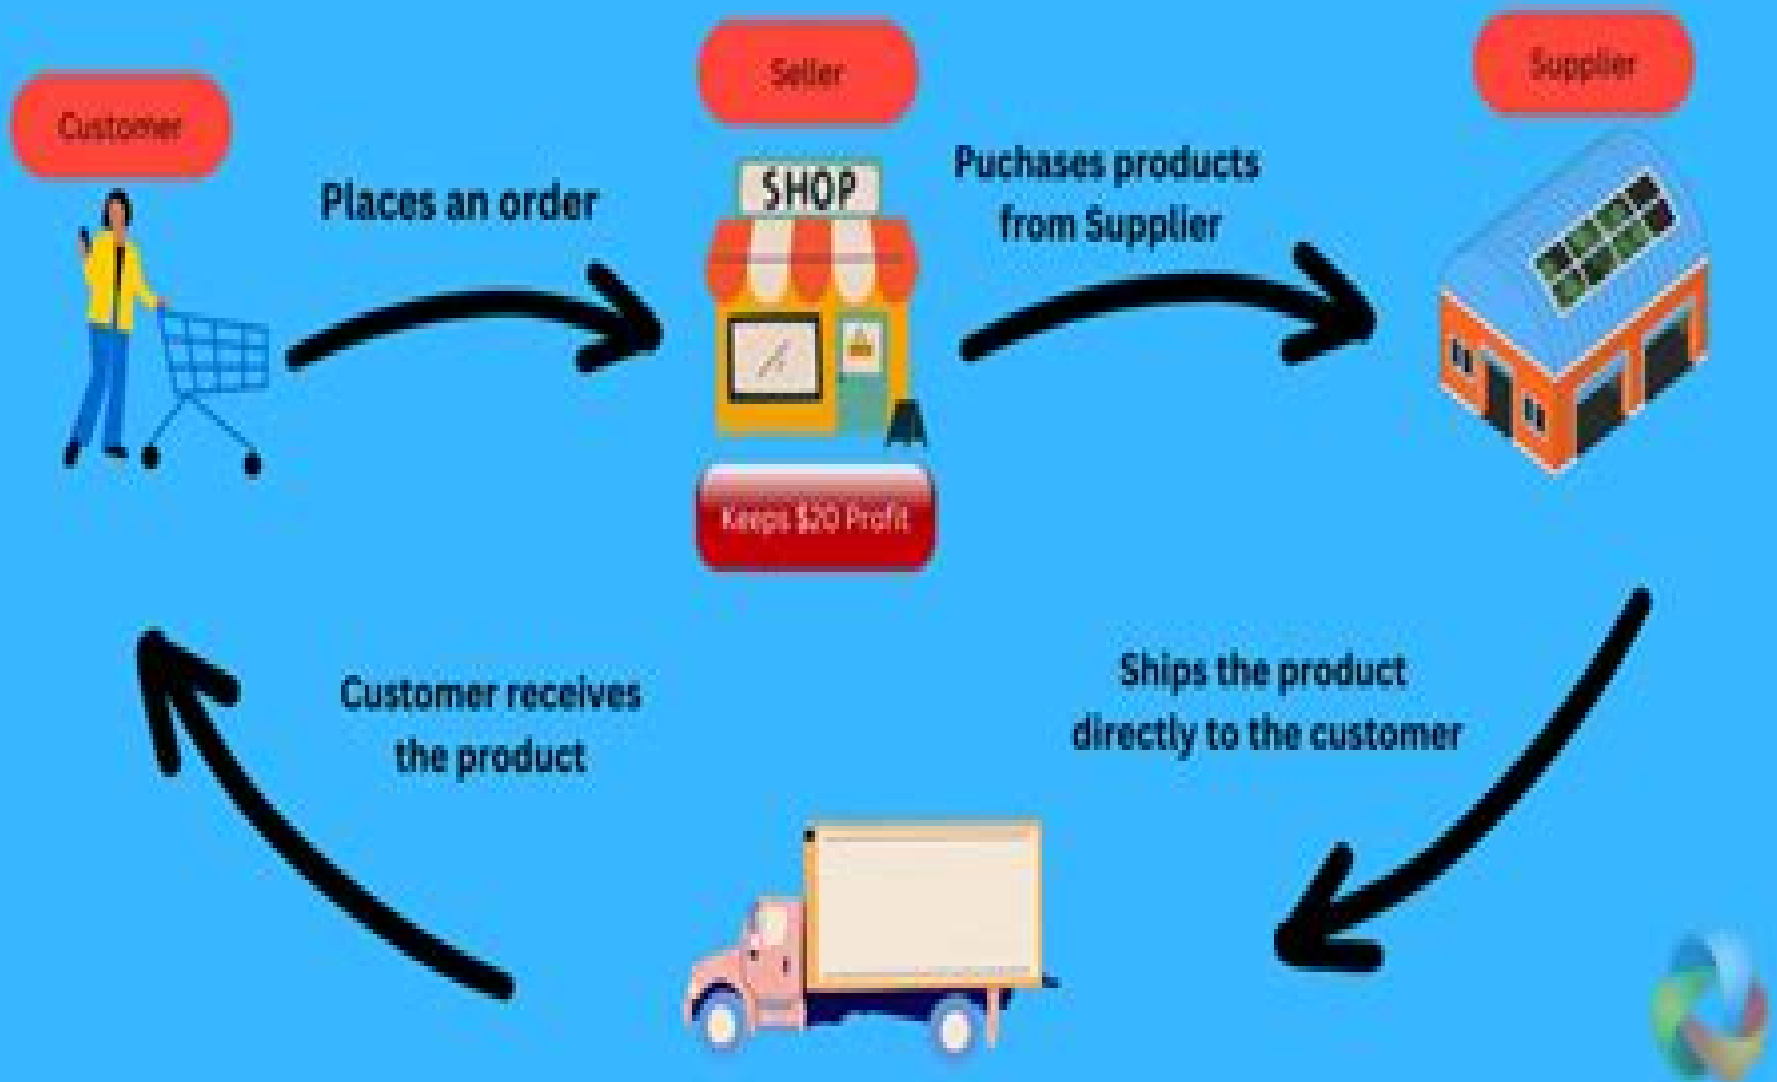 Customer
Seller
Supplier
Places an order
SHOP
Puchases products
from Supplier
Keeps $20 Profit
Customer receives
the product
Ships the product
directly to the customer